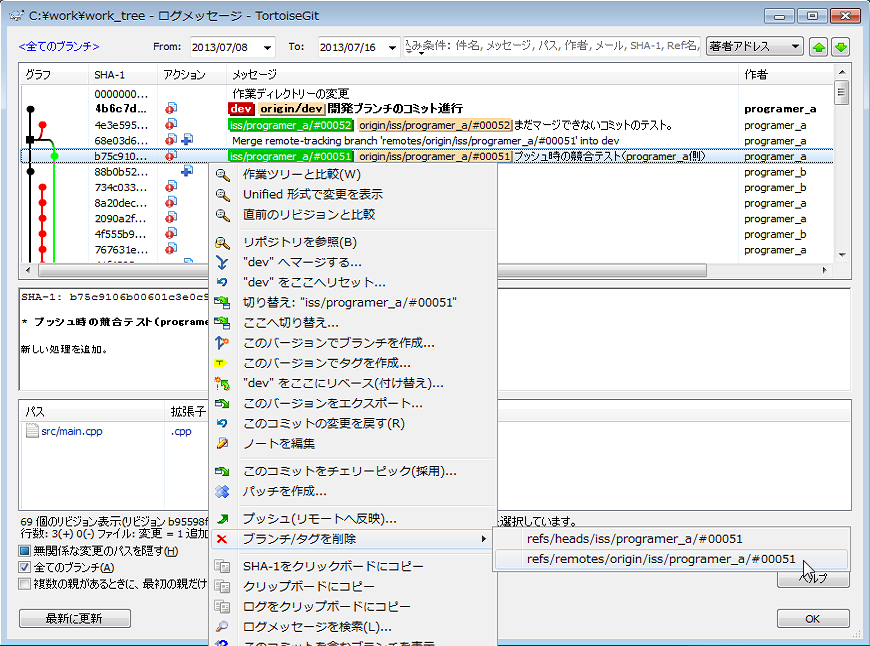 C:¥work¥work_tree - ログメッセージ - TortoiseGit
<全てのブランチ> From: 2013/07/08 To: 2013/07/16 込み条件: 件名, メッセージ, パス, 作者, メール, SHA-1, Ref名, 著者アドレス
グラフ SHA-1 アクション メッセージ 作者
0000000... 作業ディレクトリーの変更
4b6c7d... dev origin/dev 開発ブランチのコミット進行 programer_a
4e3e595... iss/programer_a/#00052 origin/iss/programer_a/#00052 まだマージできないコミットのテスト。 programer_a
68e03d6... Merge remote-tracking branch 'remotes/origin/iss/programer_a/#00051' into dev programer_a
b75c910... iss/programer_a/#00051 origin/iss/programer_a/#00051 プッシュ時の競合テスト(programer_a側) programer_a
88b0b52... 作業ツリーと比較(W) programer_b
734c033... Unified 形式で変更を表示 programer_b
8a20dec... 直前のリビジョンと比較 programer_a
2090a2f... programer_a
4f555b9... リポジトリを参照(B) programer_b
767631e... "dev" へマージする... programer_a
"dev" をここへリセット...
SHA-1: b75c9106b00601c3e0c9
切り替え: "iss/programer_a/#00051"
* プッシュ時の競合テスト(programe
ここへ切り替え...
このバージョンでブランチを作成...
新しい処理を追加。
このバージョンでタグを作成...
"dev" をここにリベース(付け替え)...
このバージョンをエクスポート...
パス 拡張子
このコミットの変更を戻す(R)
src/main.cpp .cpp
ノートを編集
このコミットをチェリーピック(採用)...
パッチを作成...
69 個のリビジョン表示(リビジョン b95598f
プッシュ(リモートへ反映)...
を選択しています。
行数: 3(+) 0(-) ファイル: 変更 = 1 追加
ブランチ/タグを削除
refs/heads/iss/programer_a/#00051
無関係な変更のパスを隠す(H)
refs/remotes/origin/iss/programer_a/#00051
全てのブランチ(A)
SHA-1をクリックボードにコピー
ヘルプ
複数の親があるときに、最初の親だけ
クリップボードにコピー
ログをクリップボードにコピー
最新に更新
ログメッセージを検索(L)...
OK
このコミットを含むブランチを表示